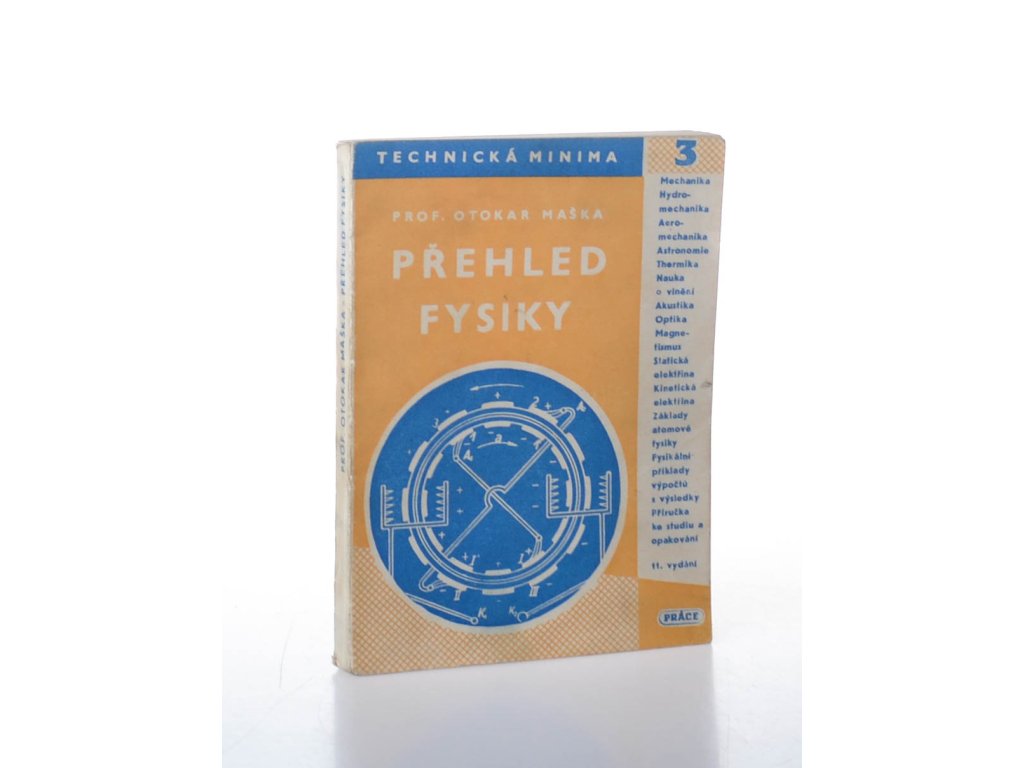 TECHNICKÁ MINIMA
3
PROF. OTOKAR MAŠKA
PŘEHLED
FYSIKY
Mechanika
Hydro-
mechanika
Aero-
mechanika
Astronomie
Thermika
Nauka
o vlnění
Akustika
Optika
Magne-
tismus
Statická
elektřina
Kinetická
elektřina
Základy
atomové
fysiky
Fysikální
příklady
výpočtů
s výsledky
Příručka
ke studiu a
opakování
11. vydání
PRÁCE
PROF. OTOKAR MAŠKA - PŘEHLED FYSIKY